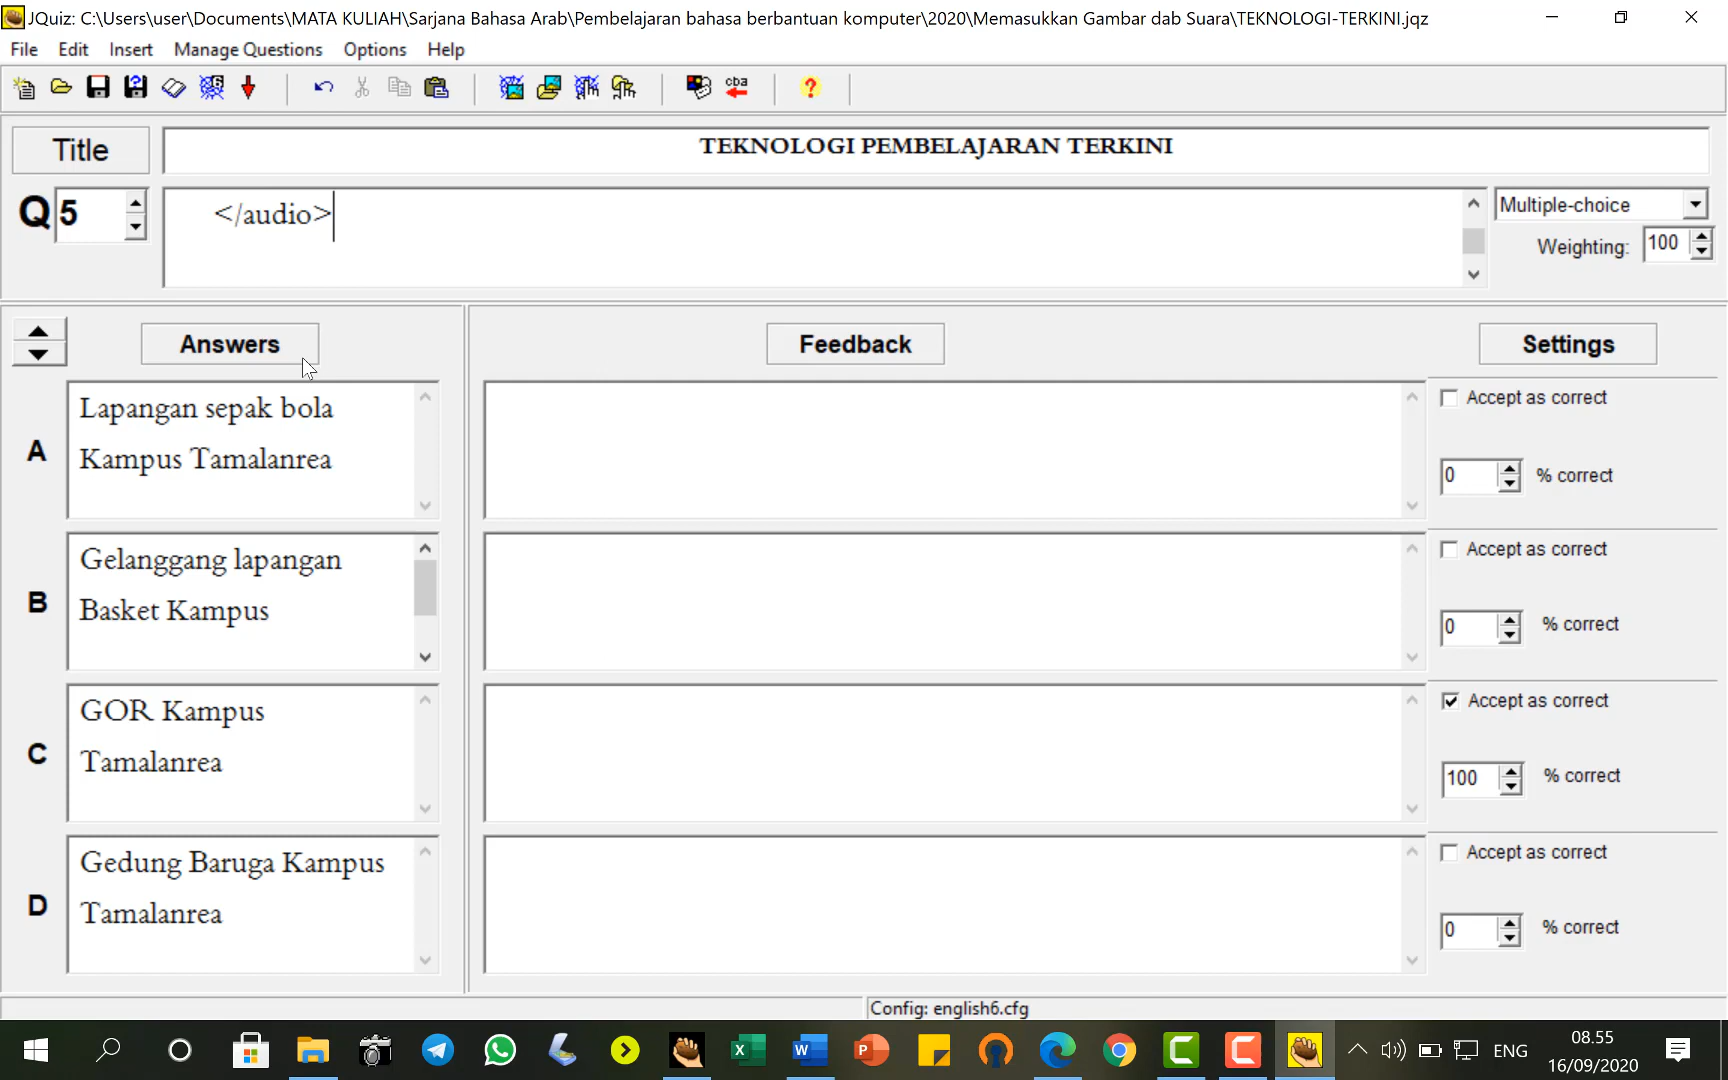 JQuiz: C:\Users\user\Documents\MATA KULIAH\Sarjana Bahasa Arab\Pembelajaran bahasa berbantuan komputer\2020\Memasukkan Gambar dab Suara\TEKNOLOGI-TERKINI.jqz
File Edit Insert Manage Questions Options Help
cba
Title
TEKNOLOGI PEMBELAJARAN TERKINI
Q 5
</audio>
Multiple-choice
Weighting: 100
Answers
Feedback
Settings
A
Lapangan sepak bola
Kampus Tamalanrea
Accept as correct
0 % correct
B
Gelanggang lapangan
Basket Kampus
Accept as correct
0 % correct
C
GOR Kampus
Tamalanrea
Accept as correct
100 % correct
D
Gedung Baruga Kampus
Tamalanrea
Accept as correct
0 % correct
Config: english6.cfg
ENG
08.55
16/09/2020